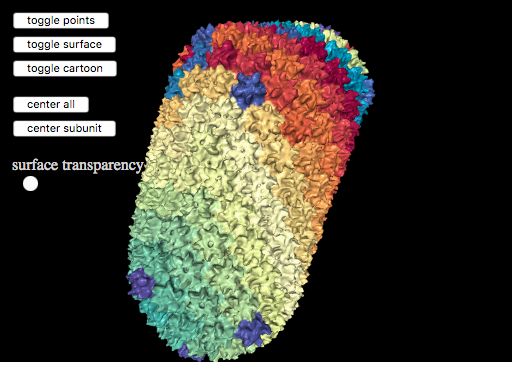 toggle points
toggle surface
toggle cartoon
center all
center subunit
surface transparency